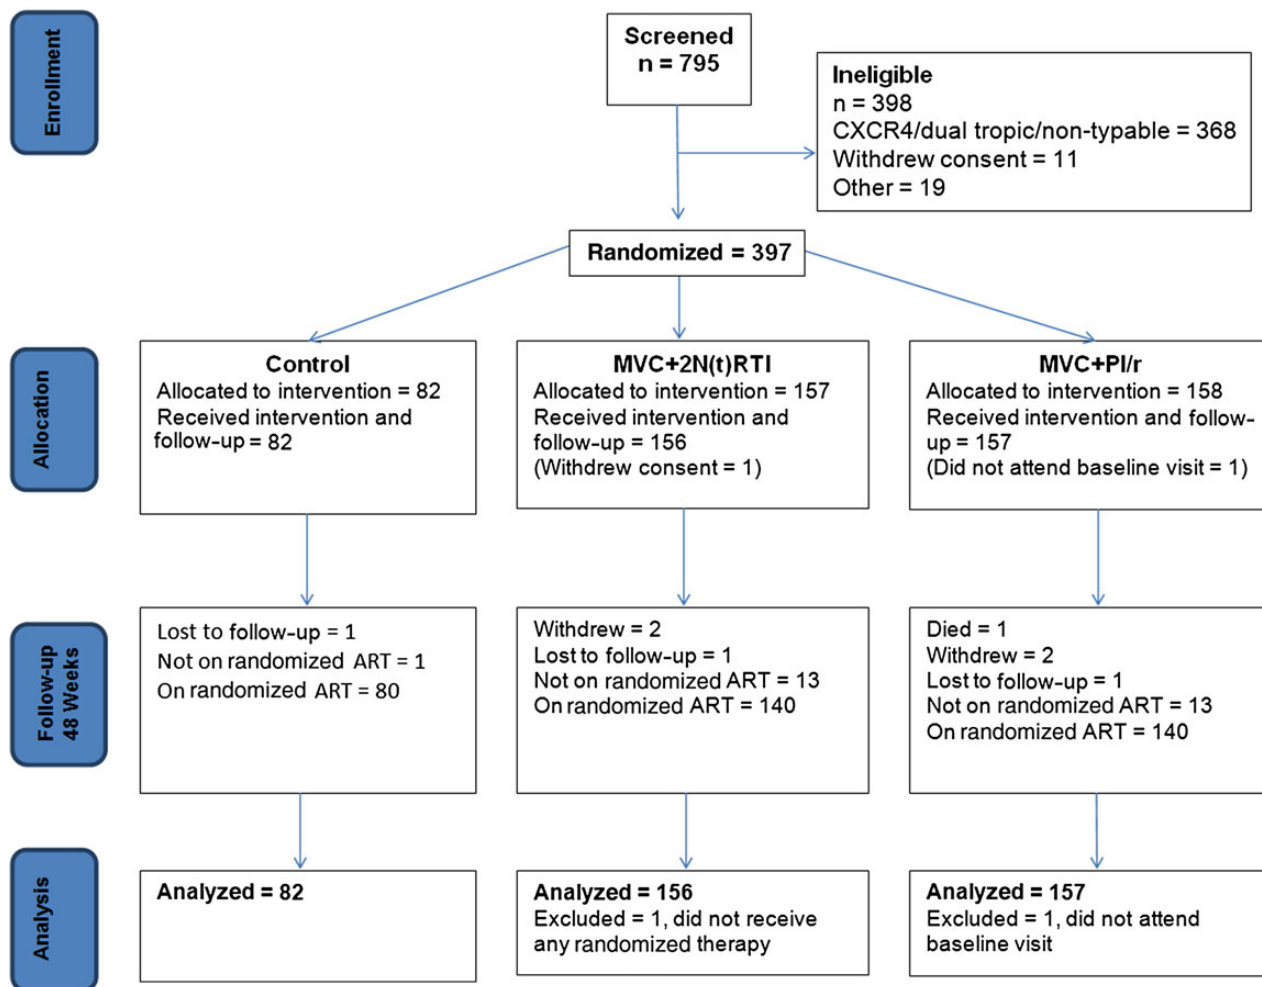 Enrollment
Screened
n = 795
Ineligible
n = 398
CXCR4/dual tropic/non-typable = 368
Withdrew consent = 11
Other = 19
Randomized = 397
Allocation
Control
Allocated to intervention = 82
Received intervention and
follow-up = 82
MVC+2N(t)RTI
Allocated to intervention = 157
Received intervention and
follow-up = 156
(Withdrew consent = 1)
MVC+PI/r
Allocated to intervention = 158
Received intervention and follow-
up = 157
(Did not attend baseline visit = 1)
Follow-up
48 Weeks
Lost to follow-up = 1
Not on randomized ART = 1
On randomized ART = 80
Withdrew = 2
Lost to follow-up = 1
Not on randomized ART = 13
On randomized ART = 140
Died = 1
Withdrew = 2
Lost to follow-up = 1
Not on randomized ART = 13
On randomized ART = 140
Analysis
Analyzed = 82
Analyzed = 156
Excluded = 1, did not receive
any randomized therapy
Analyzed = 157
Excluded = 1, did not attend
baseline visit